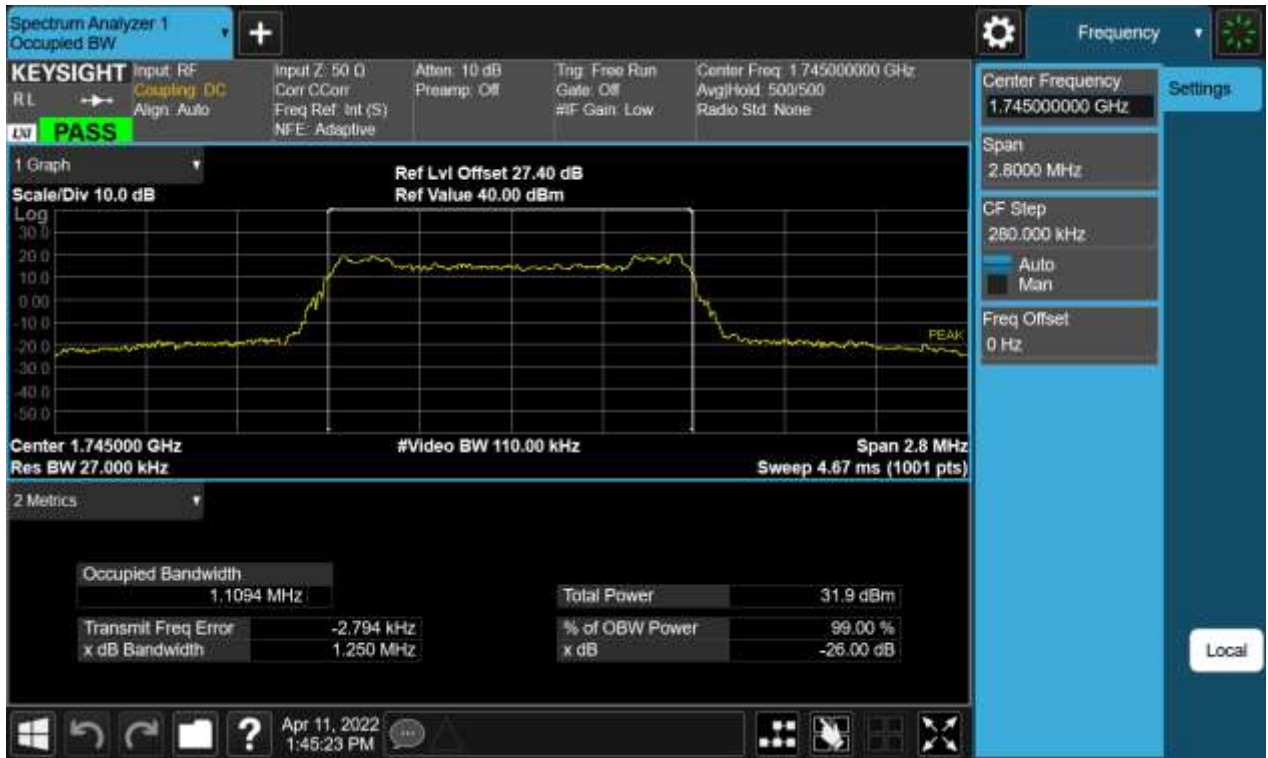 Spectrum Analyzer 1
Occupied BW
+
Frequency
KEYSIGHT
RL
LXI
PASS
Input: RF
Coupling: DC
Align: Auto
Input Z: 50 Ω
Corr CCorr
Freq Ref: Int (S)
NFE: Adaptive
Atten: 10 dB
Preamp: Off
Trig: Free Run
Gate: Off
#IF Gain: Low
Center Freq: 1.745000000 GHz
Avg|Hold: 500/500
Radio Std: None
1 Graph
Scale/Div 10.0 dB
Ref Lvl Offset 27.40 dB
Ref Value 40.00 dBm
Log
30.0
20.0
10.0
0.00
-10.0
-20.0
-30.0
-40.0
-50.0
PEAK
Center 1.745000 GHz
#Video BW 110.00 kHz
Span 2.8 MHz
Res BW 27.000 kHz
Sweep 4.67 ms (1001 pts)
2 Metrics
Occupied Bandwidth
1.1094 MHz
Total Power 31.9 dBm
Transmit Freq Error -2.794 kHz
% of OBW Power 99.00 %
x dB Bandwidth 1.250 MHz
x dB -26.00 dB
Center Frequency
1.745000000 GHz
Settings
Span
2.8000 MHz
CF Step
280.000 kHz
Auto
Man
Freq Offset
0 Hz
Local
?
Apr 11, 2022
1:45:23 PM